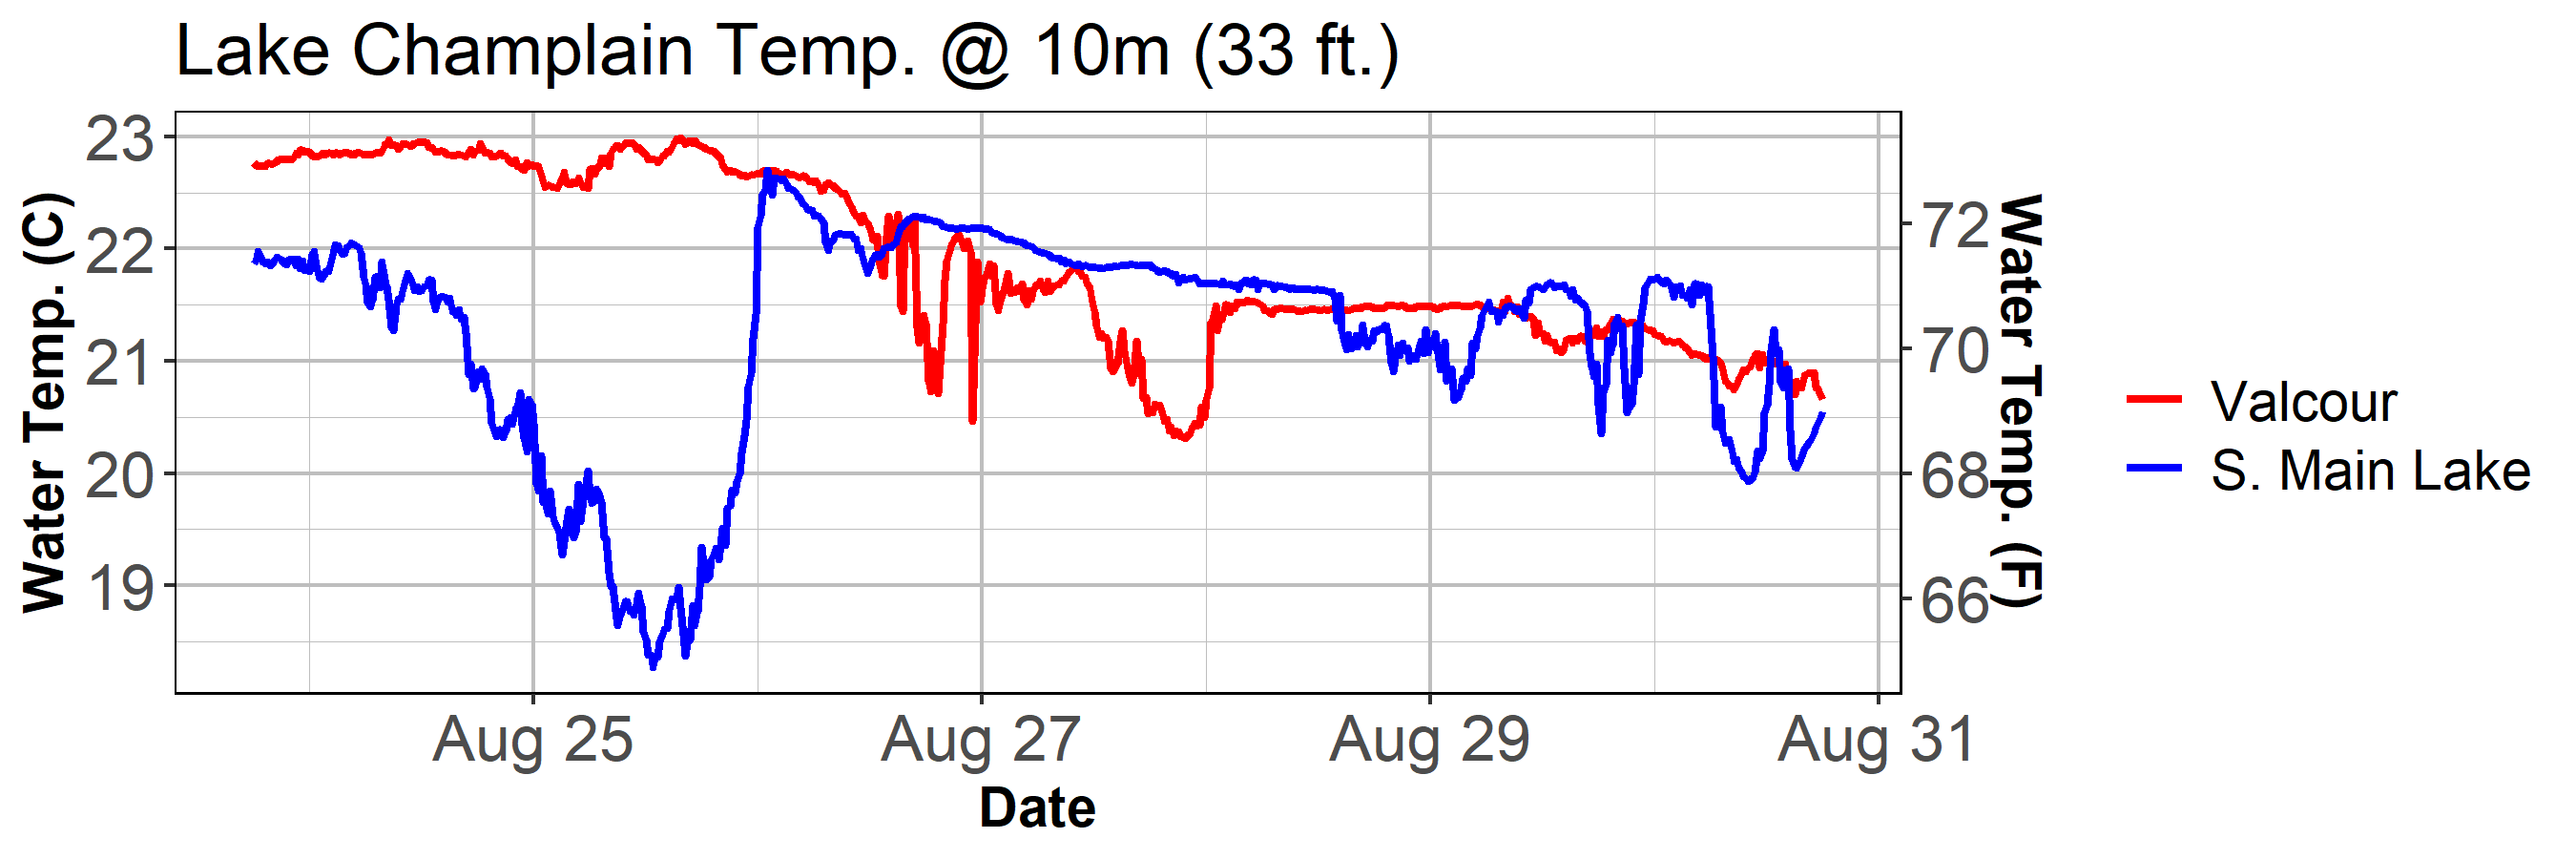 Lake Champlain Temp. @ 10m (33 ft.)
Water Temp. (C)
23
22
21
20
19
72
70
68
66
Water Temp. (F)
Aug 25
Aug 27
Aug 29
Aug 31
Date
Valcour
S. Main Lake